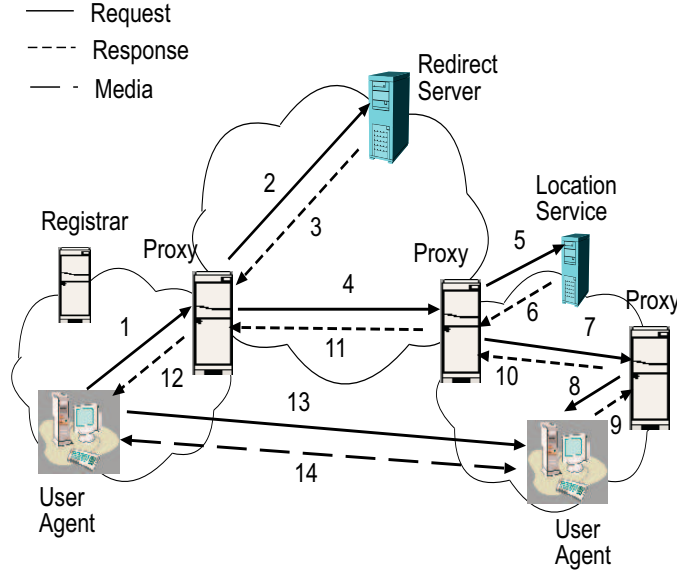 Request
Response
Media
Redirect
Server
2
3
Location
Service
Registrar
Proxy
Proxy
5
Proxy
4
6
7
1
11
12
10
8
13
9
14
User
Agent
User
Agent